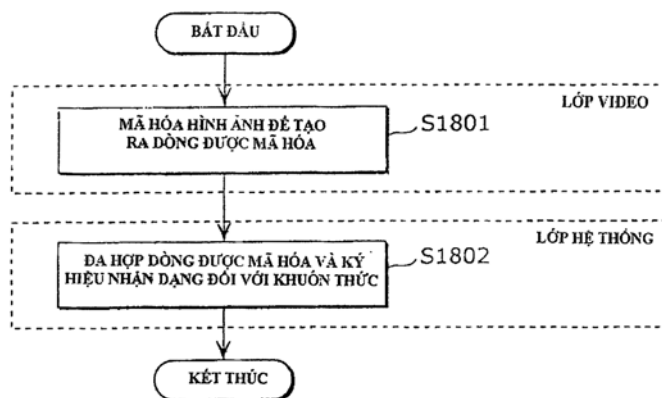 BẮT ĐẦU
LỚP VIDEO
MÃ HÓA HÌNH ẢNH ĐỂ TẠO
RA DÒNG ĐƯỢC MÃ HÓA
S1801
LỚP HỆ THỐNG
ĐA HỢP DÒNG ĐƯỢC MÃ HÓA VÀ KÝ
HIỆU NHẬN DẠNG ĐỐI VỚI KHUÔN THỨC
S1802
KẾT THÚC